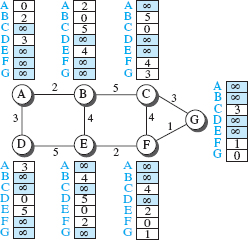 A 0
B 2
C ∞
D 3
E ∞
F ∞
G ∞
A 2
B 0
C 5
D ∞
E 4
F ∞
G ∞
A ∞
B 5
C 0
D ∞
E ∞
F 4
G 3
A 2 B 5 C 3
3 4 4 G
D 5 E 2 F 1
A ∞
B ∞
C 3
D ∞
E ∞
F 1
G 0
A 3
B ∞
C ∞
D 0
E 5
F ∞
G ∞
A ∞
B 4
C ∞
D 5
E 0
F 2
G ∞
A ∞
B ∞
C 4
D ∞
E 2
F 0
G 1